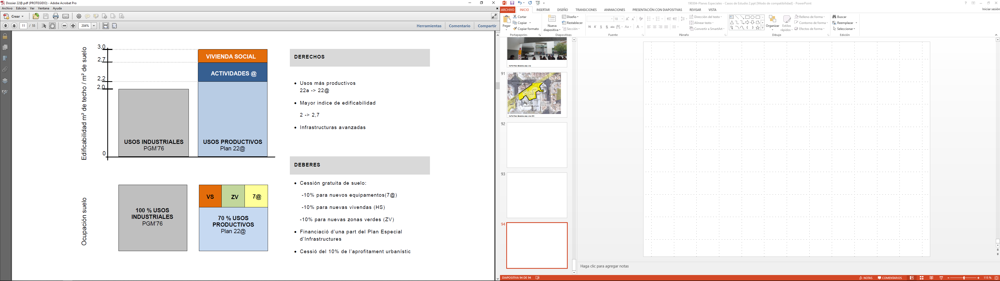 Dossier 22@.pdf (PROTEGIDO) - Adobe Acrobat Pro
Archivo Edición Ver Ventana Ayuda
Crear
11 / 55
204%
Herramientas Comentario Compartir
Edificabilidad m² de techo / m² de suelo
3,0
2,7
2,2
2,0
0
VIVIENDA SOCIAL
ACTIVIDADES @
USOS INDUSTRIALES
PGM'76
USOS PRODUCTIVOS
Plan 22@
Ocupación suelo
100 % USOS
INDUSTRIALES
PGM'76
VS
ZV
7@
70 % USOS
PRODUCTIVOS
Plan 22@
DERECHOS
• Usos más productivos
22a -> 22@
• Mayor indice de edificabilidad
2 -> 2,7
• Infrastructuras avanzadas
DEBERES
• Cessión gratuita de suelo:
-10% para nuevos equipamentos(7@)
-10% para nuevas vivendas (HS)
-10% para nuevas zonas verdes (ZV)
• Financiació d'una part del Plan Especial
d'Infrastructures
• Cessió del 10% de l'aprofitament urbanístic
190304-Planes Especiales - Casos de Estudio 2.ppt [Modo de compatibilidad] - PowerPoint
Iniciar sesión
ARCHIVO INICIO INSERTAR DISEÑO TRANSICIONES ANIMACIONES PRESENTACIÓN CON DIAPOSITIVAS REVISAR VISTA
Pegar
Cortar
Copiar
Copiar formato
Portapapeles
Nueva
diapositiva
Diseño
Restablecer
Sección
Diapositivas
18
N K S S abc AV Aa A
Fuente
Dirección del texto
Alinear texto
Convertir a SmartArt
Párrafo
Organizar
Estilos
rápidos
Relleno de forma
Contorno de forma
Efectos de forma
Dibujo
Buscar
Reemplazar
Seleccionar
Edición
91
92
93
94
Haga clic para agregar notas
DIAPOSITIVA 94 DE 94
NOTAS
COMENTARIOS
115 %